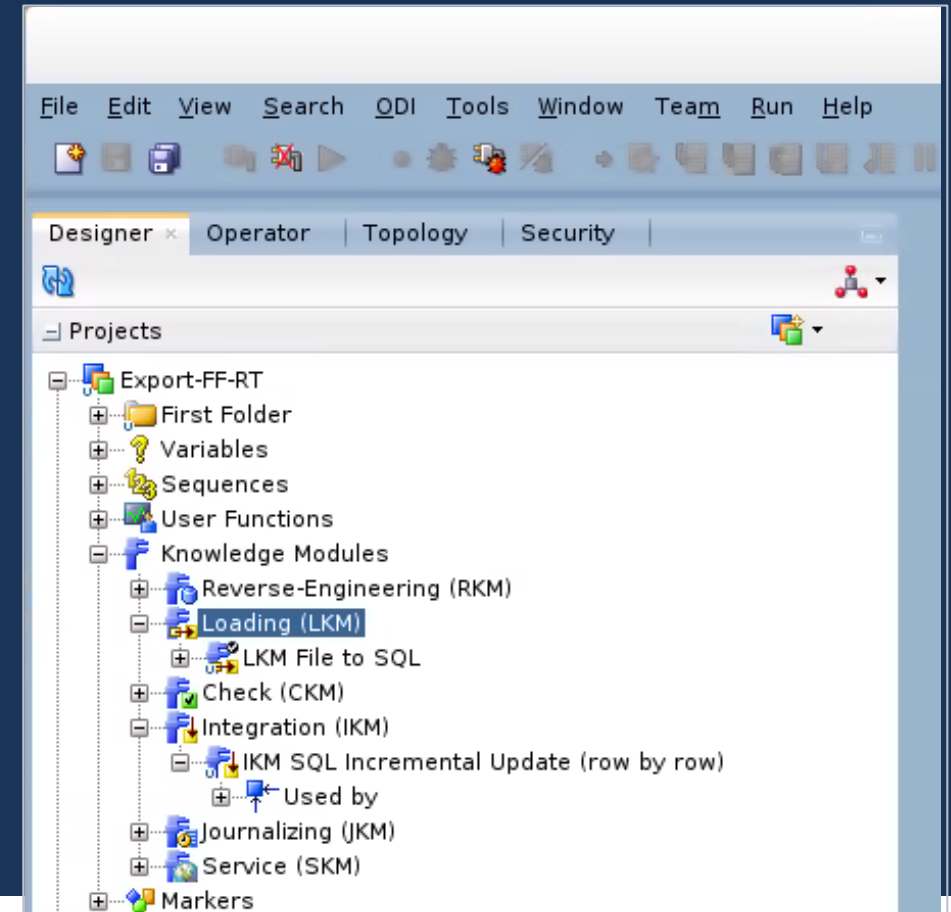 File Edit View Search ODI Tools Window Team Run Help
Designer Operator Topology Security
Projects
Export-FF-RT
First Folder
Variables
Sequences
User Functions
Knowledge Modules
Reverse-Engineering (RKM)
Loading (LKM)
LKM File to SQL
Check (CKM)
Integration (IKM)
IKM SQL Incremental Update (row by row)
Used by
Journalizing (JKM)
Service (SKM)
Markers